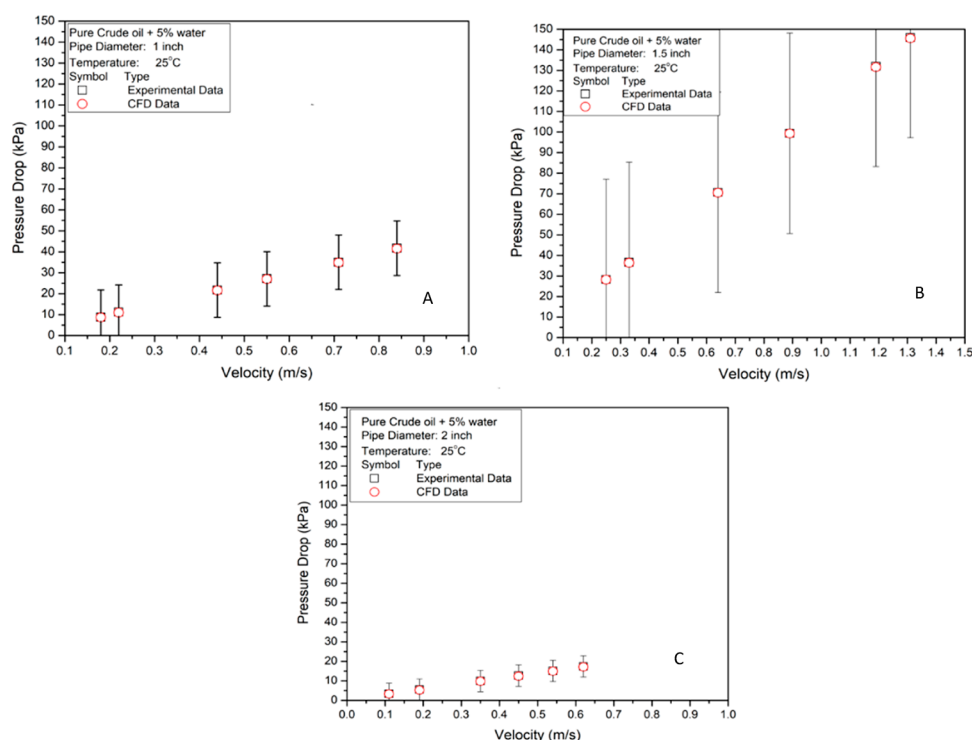 Pure Crude oil + 5% water
Pipe Diameter: 1 inch
Temperature: 25°C
Symbol Type
Experimental Data
CFD Data
Pressure Drop (kPa)
150
140
130
120
110
100
90
80
70
60
50
40
30
20
10
0
0.1 0.2 0.3 0.4 0.5 0.6 0.7 0.8 0.9 1.0
Velocity (m/s)
A
Pure Crude oil + 5% water
Pipe Diameter: 1.5 inch
Temperature: 25°C
Symbol Type
Experimental Data
CFD Data
Pressure Drop (kPa)
150
140
130
120
110
100
90
80
70
60
50
40
30
20
10
0
0.1 0.2 0.3 0.4 0.5 0.6 0.7 0.8 0.9 1.0 1.1 1.2 1.3 1.4 1.5
Velocity (m/s)
B
Pure Crude oil + 5% water
Pipe Diameter: 2 inch
Temperature: 25°C
Symbol Type
Experimental Data
CFD Data
Pressure Drop (kPa)
150
140
130
120
110
100
90
80
70
60
50
40
30
20
10
0
0.0 0.1 0.2 0.3 0.4 0.5 0.6 0.7 0.8 0.9 1.0
Velocity (m/s)
C